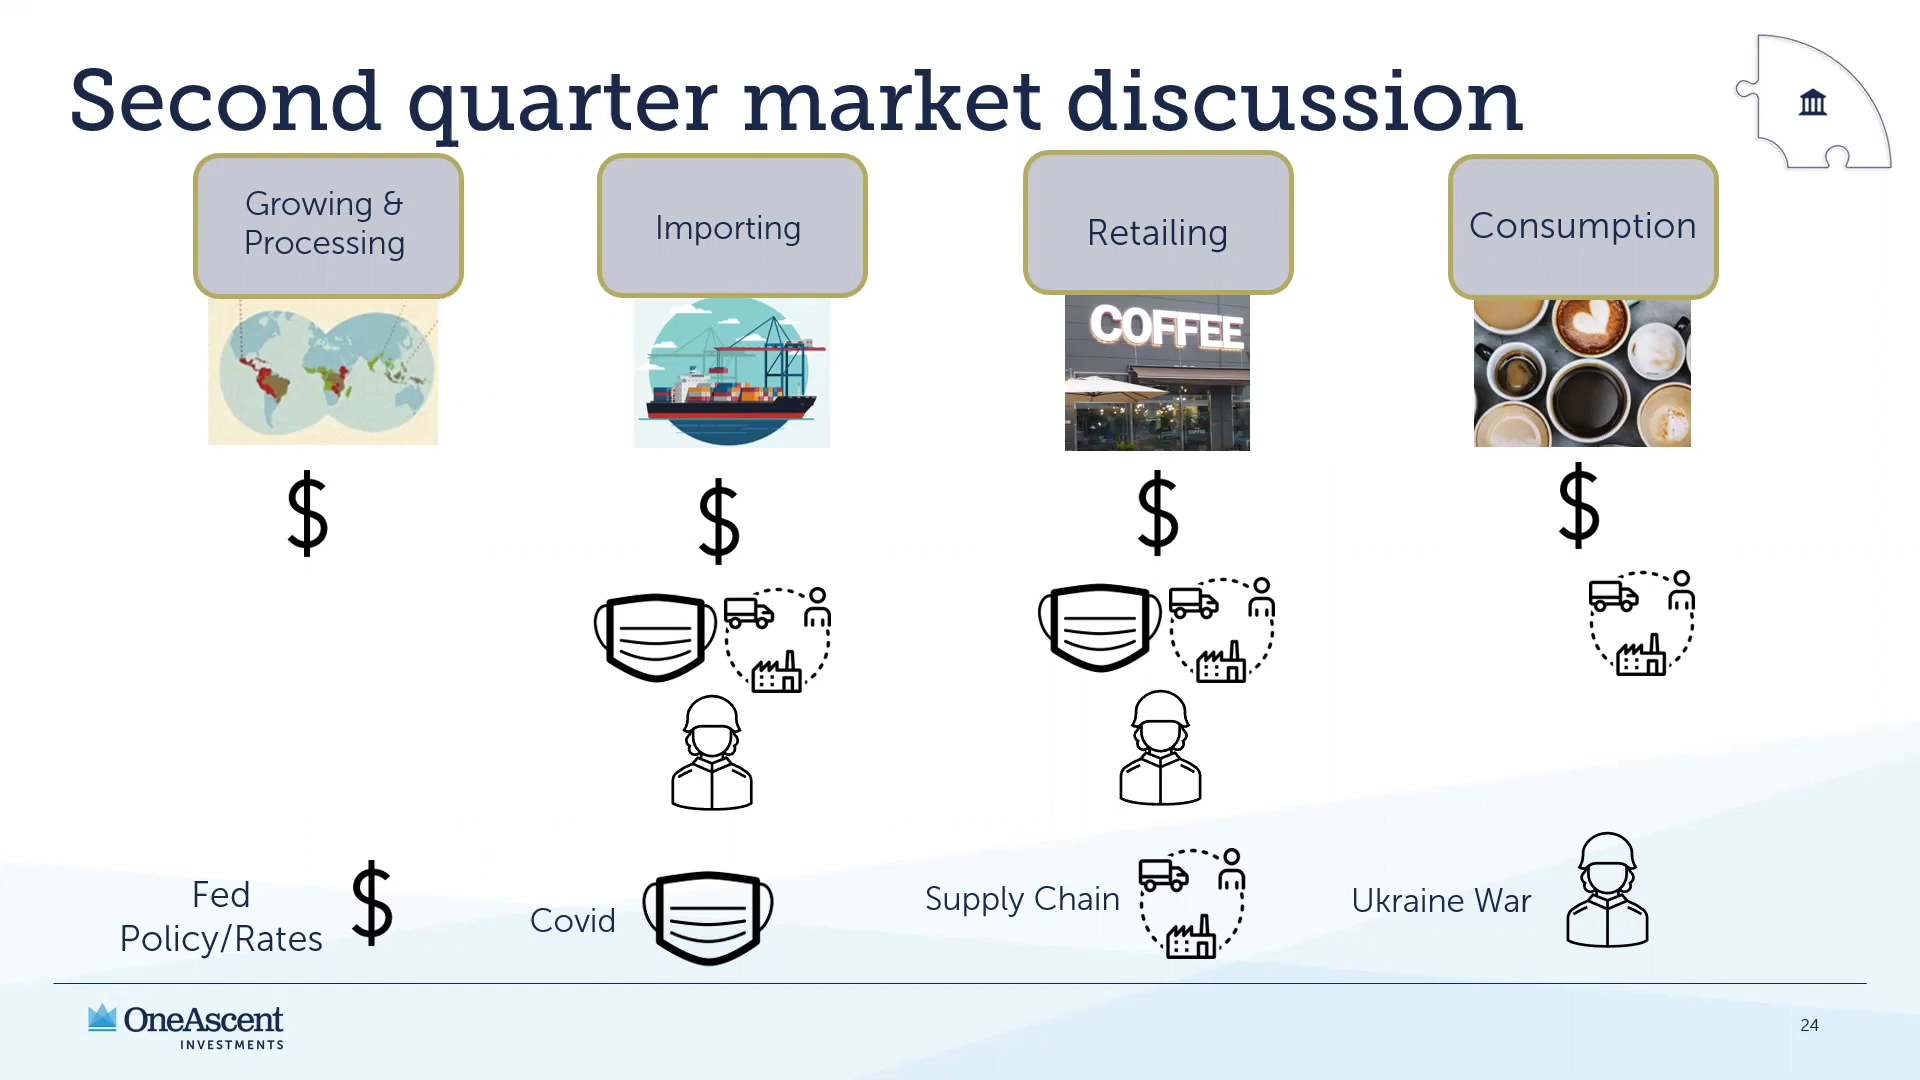 Second quarter market discussion
Growing &
Processing
Importing
Retailing
Consumption
COFFEE
COFFEE
$
$
$
$
Fed
Policy/Rates
$
Covid
Supply Chain
Ukraine War
OneAscent
INVESTMENTS
24